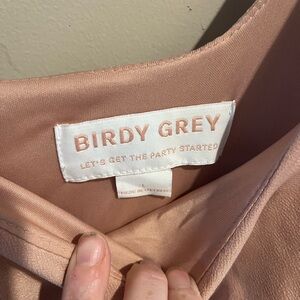 BIRDY GREY
LET'S GET THE PARTY STARTED
L